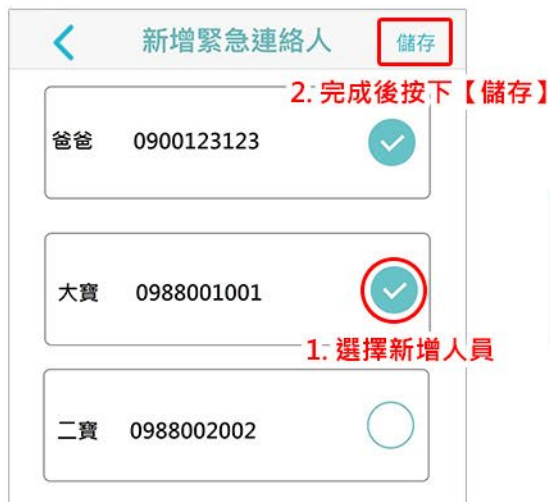 新增緊急連絡人 儲存
2. 完成後按下【儲存】
爸爸 0900123123
大寶 0988001001
1. 選擇新增人員
二寶 0988002002